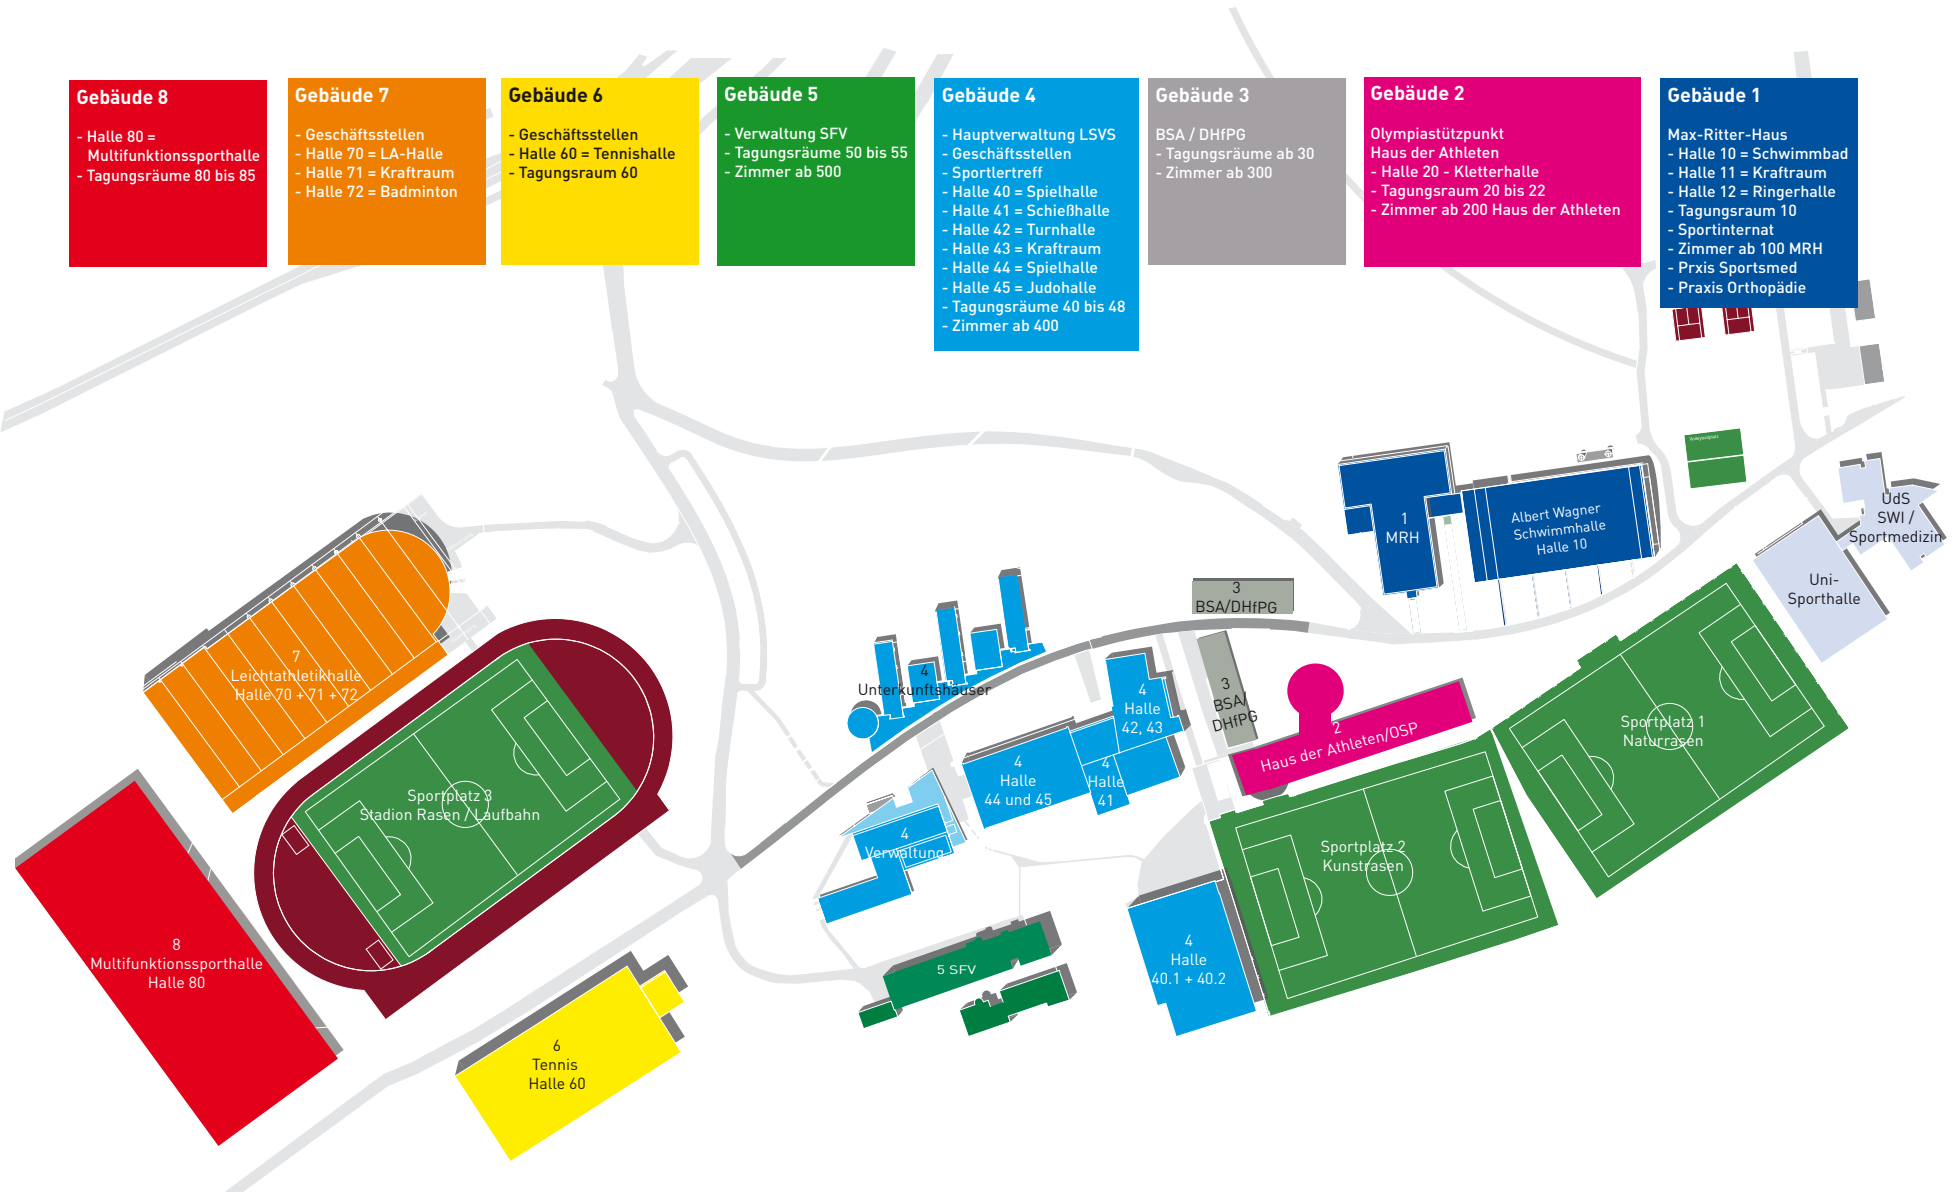 Gebäude 8
- Halle 80 =
Multifunktionssporthalle
- Tagungsräume 80 bis 85
Gebäude 7
- Geschäftsstellen
- Halle 70 = LA-Halle
- Halle 71 = Kraftraum
- Halle 72 = Badminton
Gebäude 6
- Geschäftsstellen
- Halle 60 = Tennishalle
- Tagungsraum 60
Gebäude 5
- Verwaltung SFV
- Tagungsräume 50 bis 55
- Zimmer ab 500
Gebäude 4
- Hauptverwaltung LSVS
- Geschäftsstellen
- Sportlertreff
- Halle 40 = Spielhalle
- Halle 41 = Schießhalle
- Halle 42 = Turnhalle
- Halle 43 = Kraftraum
- Halle 44 = Spielhalle
- Halle 45 = Judohalle
- Tagungsräume 40 bis 48
- Zimmer ab 400
Gebäude 3
BSA / DHfPG
- Tagungsräume ab 30
- Zimmer ab 300
Gebäude 2
Olympiastützpunkt
Haus der Athleten
- Halle 20 - Kletterhalle
- Tagungsraum 20 bis 22
- Zimmer ab 200 Haus der Athleten
Gebäude 1
Max-Ritter-Haus
- Halle 10 = Schwimmbad
- Halle 11 = Kraftraum
- Halle 12 = Ringerhalle
- Tagungsraum 10
- Sportinternat
- Zimmer ab 100 MRH
- Prxis Sportsmed
- Praxis Orthopädie
1
MRH
Albert Wagner
Schwimmhalle
Halle 10
UdS
SWI /
Sportmedizin
Uni-
Sporthalle
3
BSA/DHfPG
3
BSA/
DHfPG
4
Unterkunftshäuser
4
Halle
42, 43
7
Leichtathletikhalle
Halle 70 + 71 + 72
2
Haus der Athleten/OSP
Sportplatz 1
Naturrasen
4
Halle
44 und 45
4
Halle
41
Sportplatz 3
Stadion Rasen / Laufbahn
4
Verwaltung
Sportplatz 2
Kunstrasen
8
Multifunktionssporthalle
Halle 80
5 SFV
4
Halle
40.1 + 40.2
6
Tennis
Halle 60